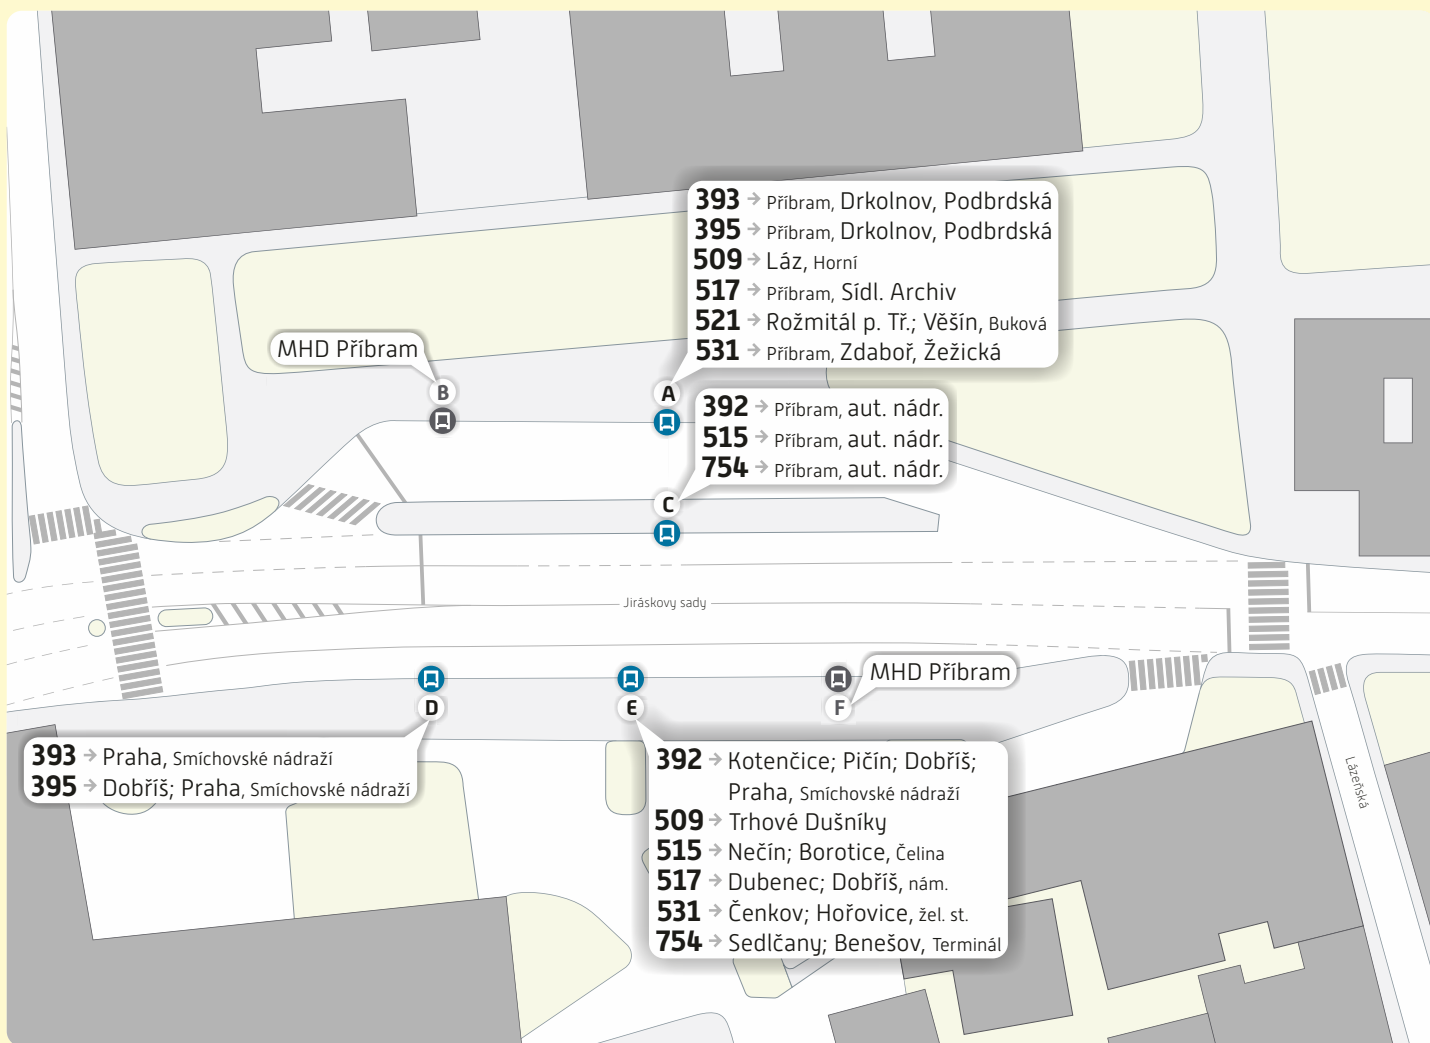 393 → Příbram, Drkolnov, Podbrdská
395 → Příbram, Drkolnov, Podbrdská
509 → Láz, Horní
517 → Příbram, Sídl. Archiv
521 → Rožmitál p. Tř.; Věšín, Buková
531 → Příbram, Zdaboř, Žežická
MHD Příbram
B
A
392 → Příbram, aut. nádr.
515 → Příbram, aut. nádr.
754 → Příbram, aut. nádr.
C
Jiráskovy sady
MHD Příbram
D
E
F
393 → Praha, Smíchovské nádraží
395 → Dobříš; Praha, Smíchovské nádraží
392 → Kotenčice; Pičín; Dobříš;
Praha, Smíchovské nádraží
509 → Trhové Dušníky
515 → Nečín; Borotice, Čelina
517 → Dubenec; Dobříš, nám.
531 → Čenkov; Hořovice, žel. st.
754 → Sedlčany; Benešov, Terminál
Lázeňská